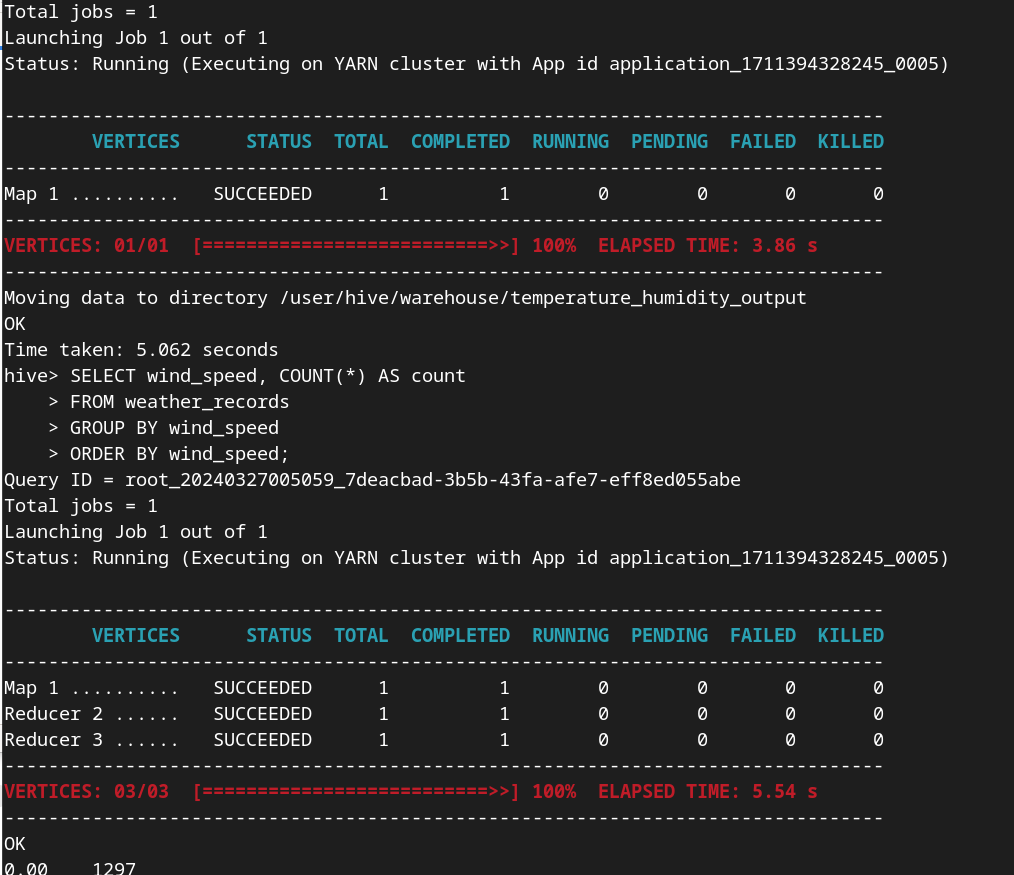 Total jobs = 1
Launching Job 1 out of 1
Status: Running (Executing on YARN cluster with App id application_1711394328245_0005)
--------------------------------------------------------------------------------
        VERTICES      STATUS  TOTAL  COMPLETED  RUNNING  PENDING  FAILED  KILLED
--------------------------------------------------------------------------------
Map 1 ..........   SUCCEEDED      1          1        0        0       0       0
--------------------------------------------------------------------------------
VERTICES: 01/01  [==========================>>] 100%  ELAPSED TIME: 3.86 s
--------------------------------------------------------------------------------
Moving data to directory /user/hive/warehouse/temperature_humidity_output
OK
Time taken: 5.062 seconds
hive> SELECT wind_speed, COUNT(*) AS count
    > FROM weather_records
    > GROUP BY wind_speed
    > ORDER BY wind_speed;
Query ID = root_20240327005059_7deacbad-3b5b-43fa-afe7-eff8ed055abe
Total jobs = 1
Launching Job 1 out of 1
Status: Running (Executing on YARN cluster with App id application_1711394328245_0005)
--------------------------------------------------------------------------------
        VERTICES      STATUS  TOTAL  COMPLETED  RUNNING  PENDING  FAILED  KILLED
--------------------------------------------------------------------------------
Map 1 ..........   SUCCEEDED      1          1        0        0       0       0
Reducer 2 ......   SUCCEEDED      1          1        0        0       0       0
Reducer 3 ......   SUCCEEDED      1          1        0        0       0       0
--------------------------------------------------------------------------------
VERTICES: 03/03  [==========================>>] 100%  ELAPSED TIME: 5.54 s
--------------------------------------------------------------------------------
OK
0.00    1297